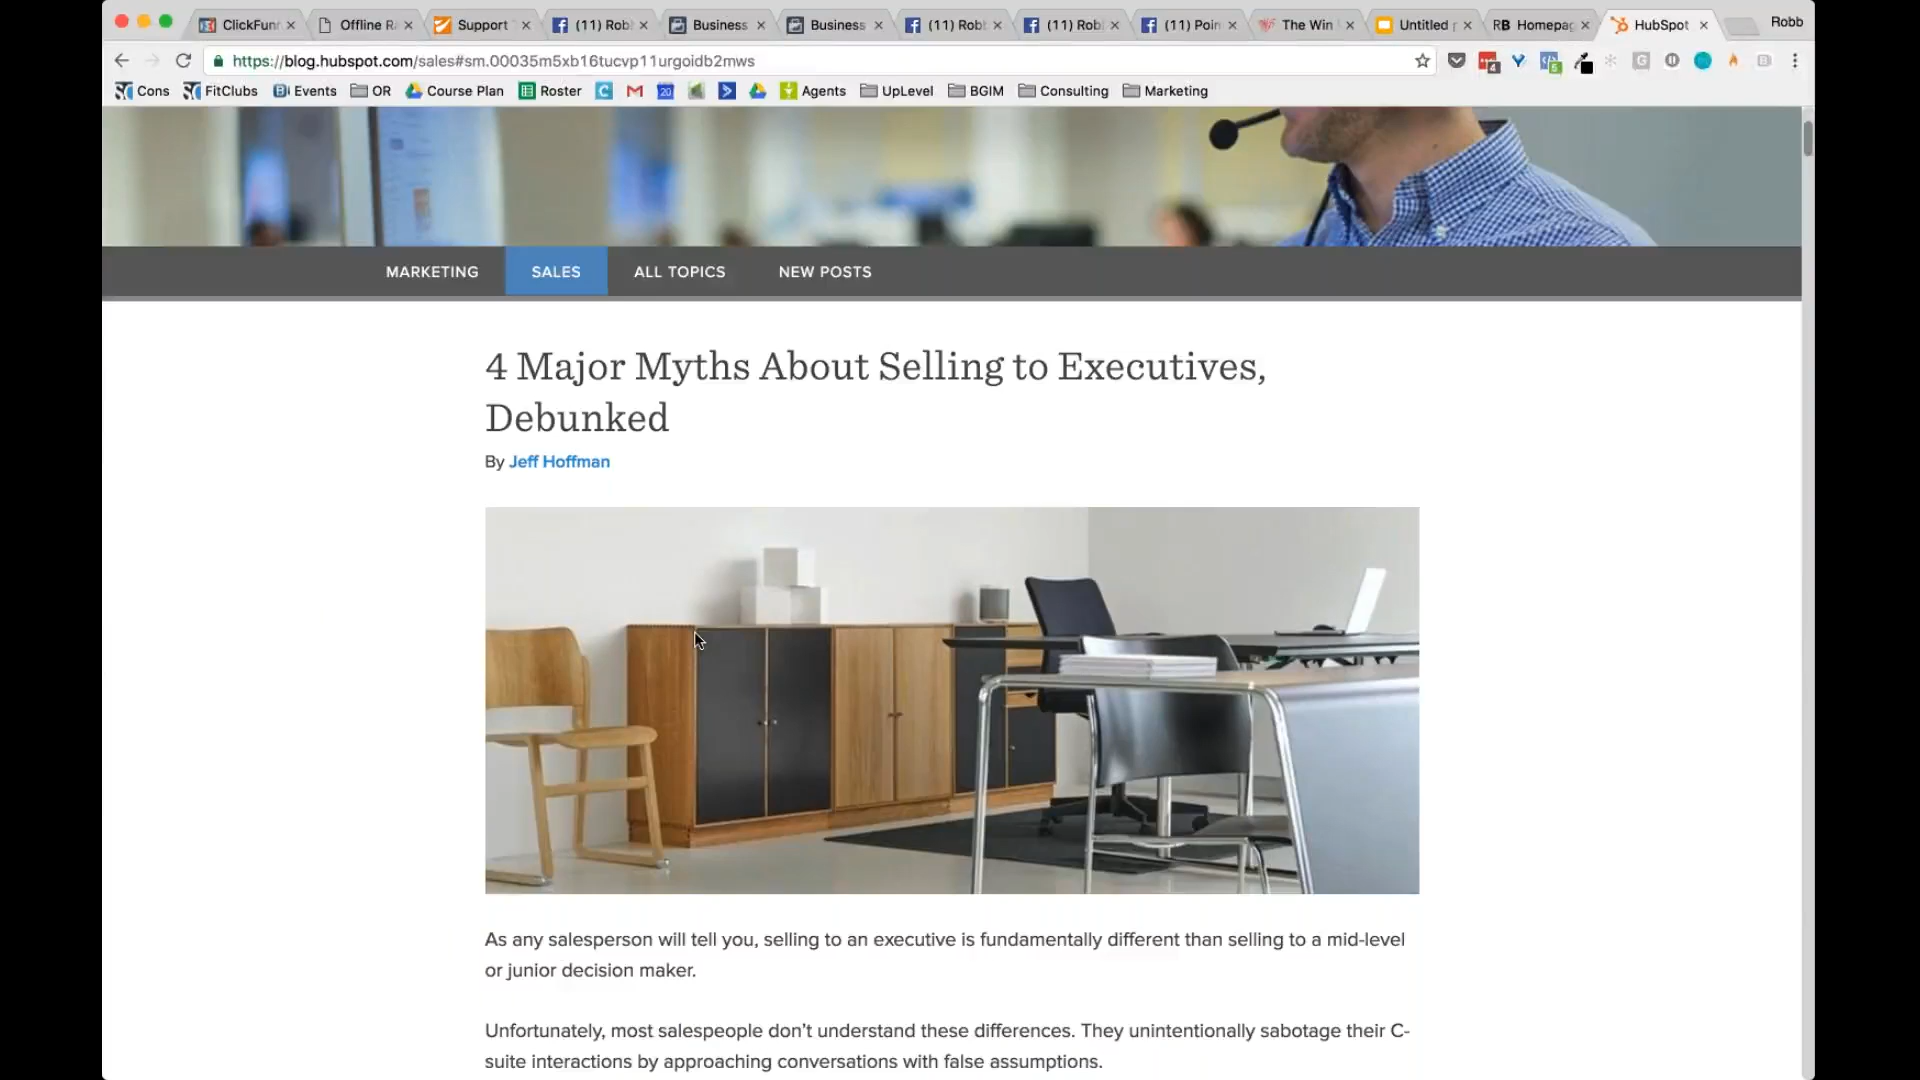 ClickFunn
Offline R
Support
(11) Rob
Business
Business
(11) Rob
(11) Rob
(11) Poin
The Win
Untitled
RB Homepag
HubSpot
Robb
https://blog.hubspot.com/sales#sm.00035m5xb16tucvp11urgoidb2mws
Cons
FitClubs
Events
OR
Course Plan
Roster
20
Agents
UpLevel
BGIM
Consulting
Marketing
MARKETING
SALES
ALL TOPICS
NEW POSTS
4 Major Myths About Selling to Executives,
Debunked
By Jeff Hoffman
As any salesperson will tell you, selling to an executive is fundamentally different than selling to a mid-level
or junior decision maker.
Unfortunately, most salespeople don't understand these differences. They unintentionally sabotage their C-
suite interactions by approaching conversations with false assumptions.